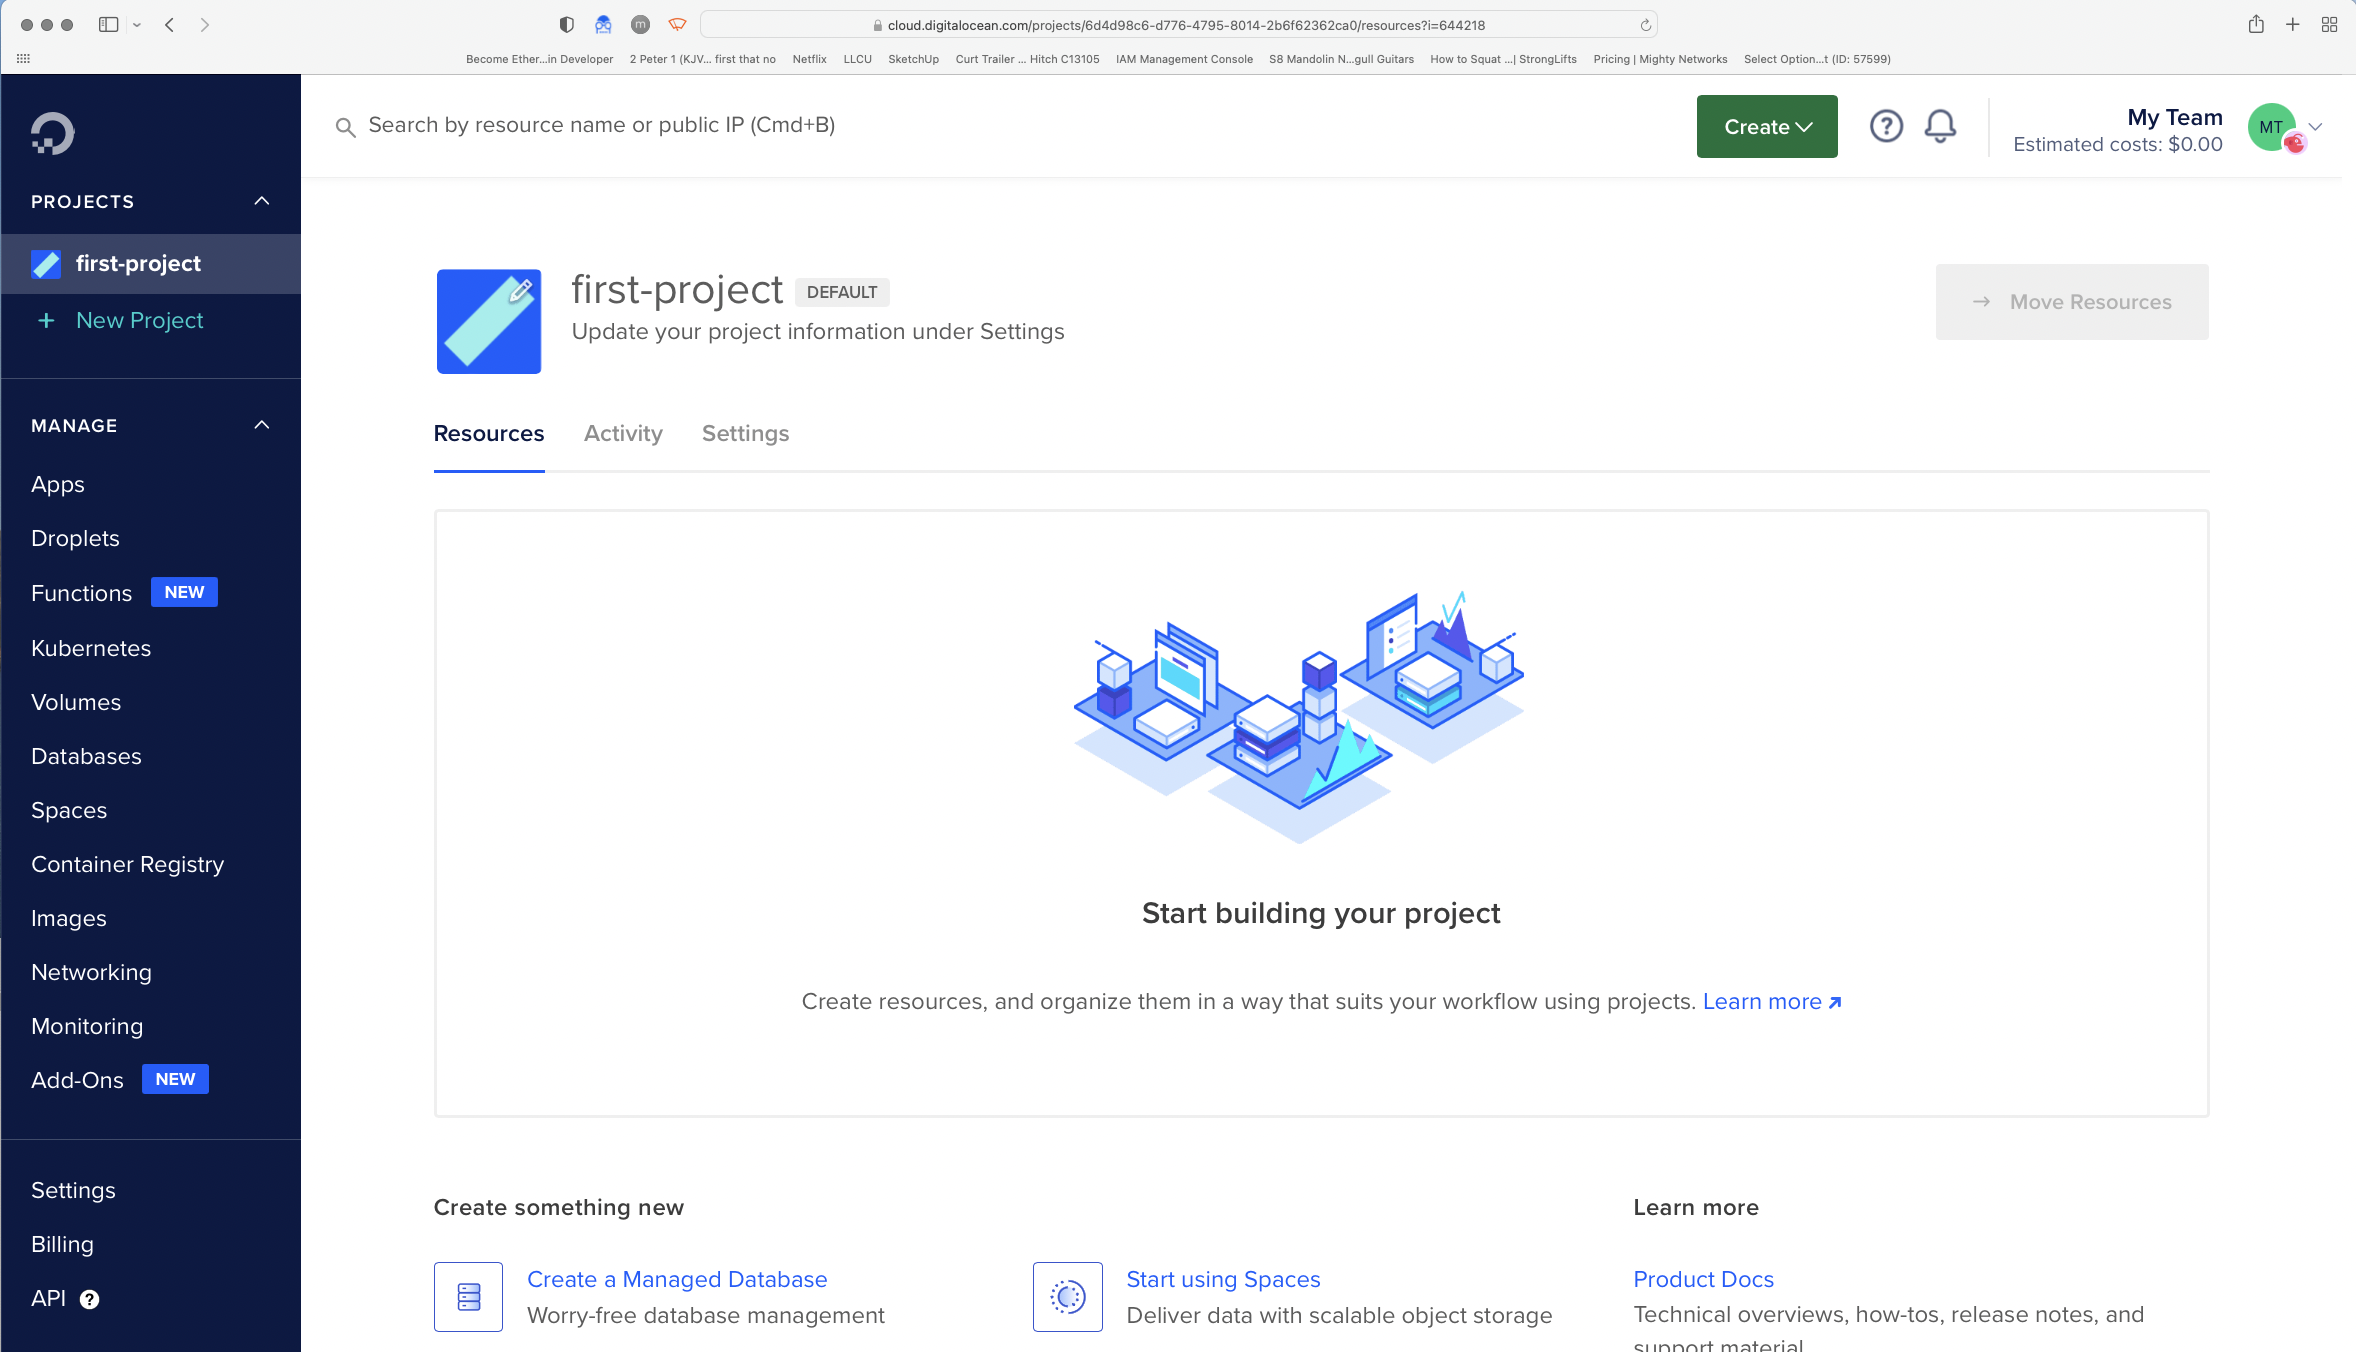 cloud.digitalocean.com/projects/6d4d98c6-d776-4795-8014-2b6f62362ca0/resources?i=644218
Become Ether...in Developer 2 Peter 1 (KJV... first that no Netflix LLCU SketchUp Curt Trailer ... Hitch C13105 IAM Management Console S8 Mandolin N...gull Guitars How to Squat ...| StrongLifts Pricing | Mighty Networks Select Option...t (ID: 57599)
Search by resource name or public IP (Cmd+B)
Create
?
My Team
Estimated costs: $0.00
MT
PROJECTS
first-project
+ New Project
MANAGE
Apps
Droplets
Functions NEW
Kubernetes
Volumes
Databases
Spaces
Container Registry
Images
Networking
Monitoring
Add-Ons NEW
Settings
Billing
API ?
first-project DEFAULT
Update your project information under Settings
→ Move Resources
Resources Activity Settings
Start building your project
Create resources, and organize them in a way that suits your workflow using projects. Learn more
Create something new
Create a Managed Database
Worry-free database management
Start using Spaces
Deliver data with scalable object storage
Learn more
Product Docs
Technical overviews, how-tos, release notes, and
support material